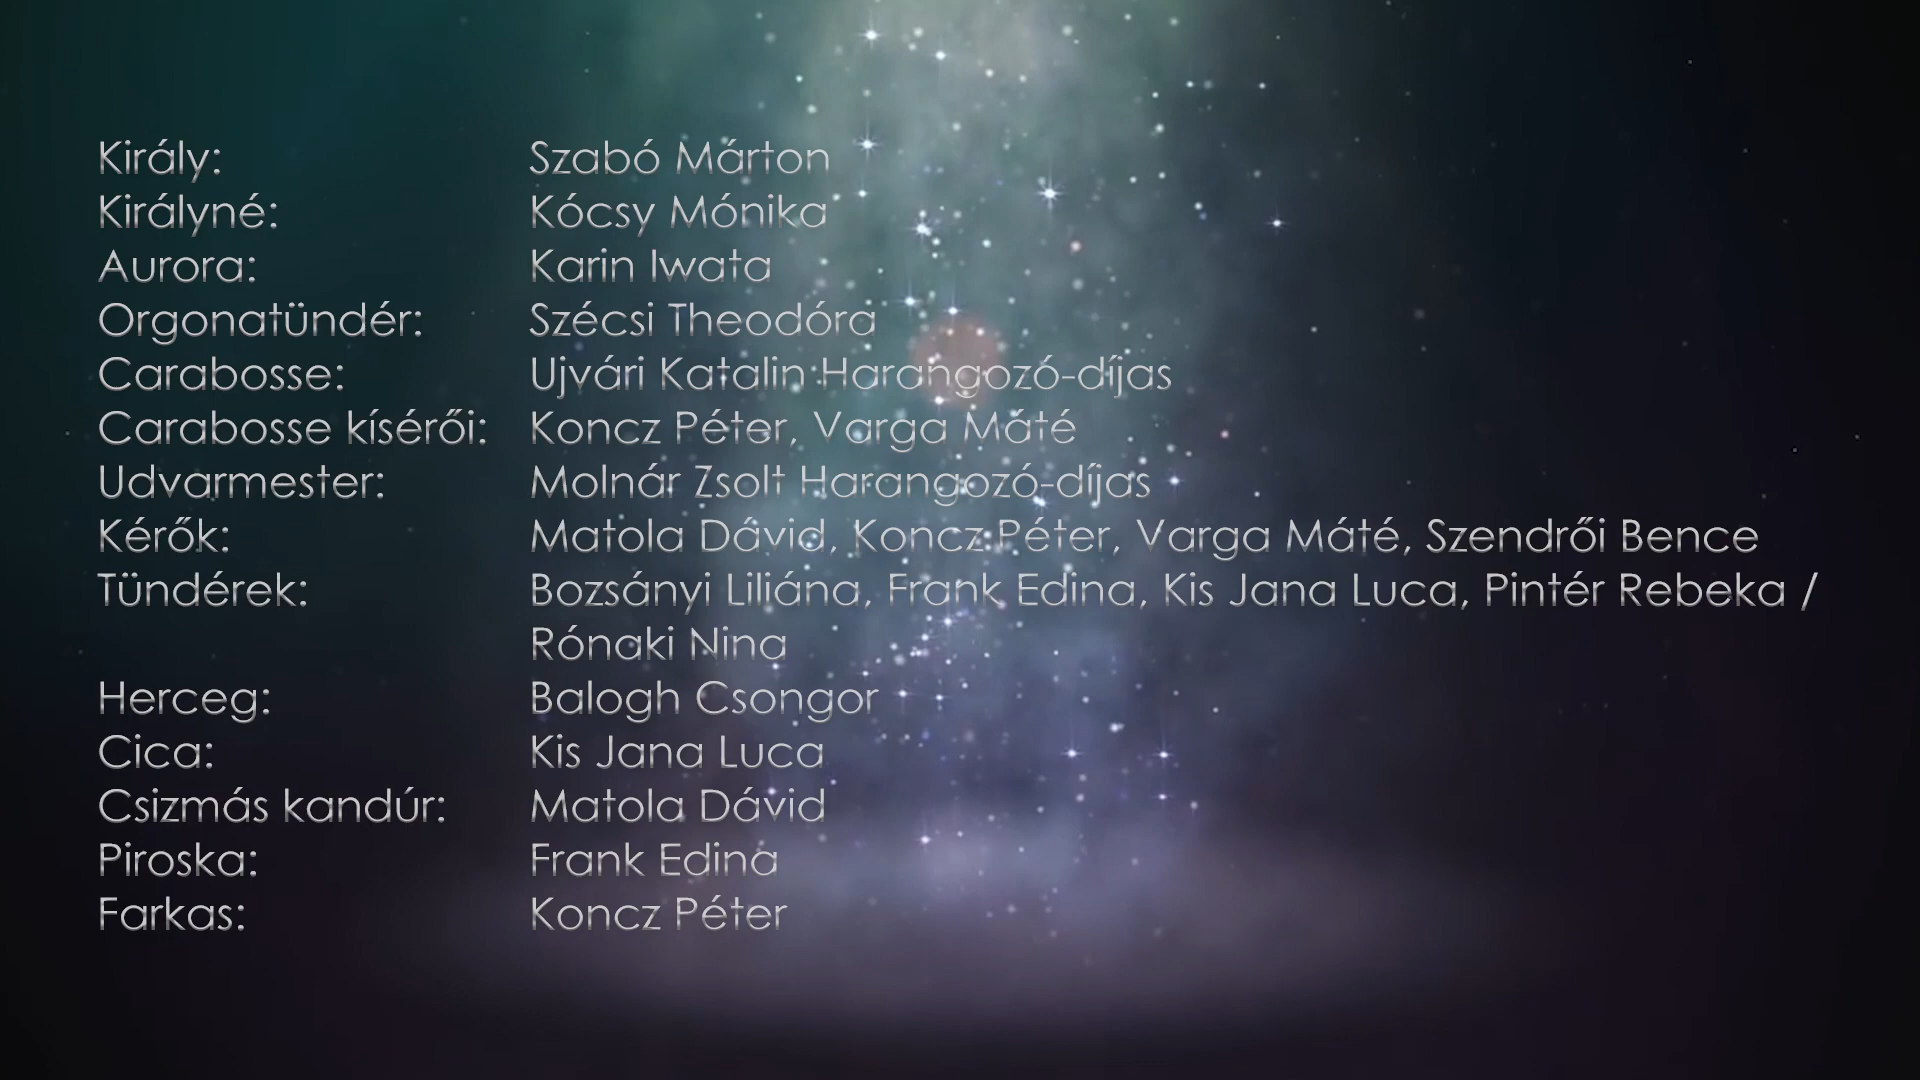 Király: Szabó Márton
Királyné: Kócsy Mónika
Aurora: Karin Iwata
Orgonatündér: Szécsi Theodóra
Carabosse: Ujvári Katalin Harangozó-díjas
Carabosse kísérői: Koncz Péter, Varga Máté
Udvarmester: Molnár Zsolt Harangozó-díjas
Kérők: Matola Dávid, Koncz Péter, Varga Máté, Szendrői Bence
Tündérek: Bozsányi Liliána, Frank Edina, Kis Jana Luca, Pintér Rebeka /
Rónaki Nina
Herceg: Balogh Csongor
Cica: Kis Jana Luca
Csizmás kandúr: Matola Dávid
Piroska: Frank Edina
Farkas: Koncz Péter